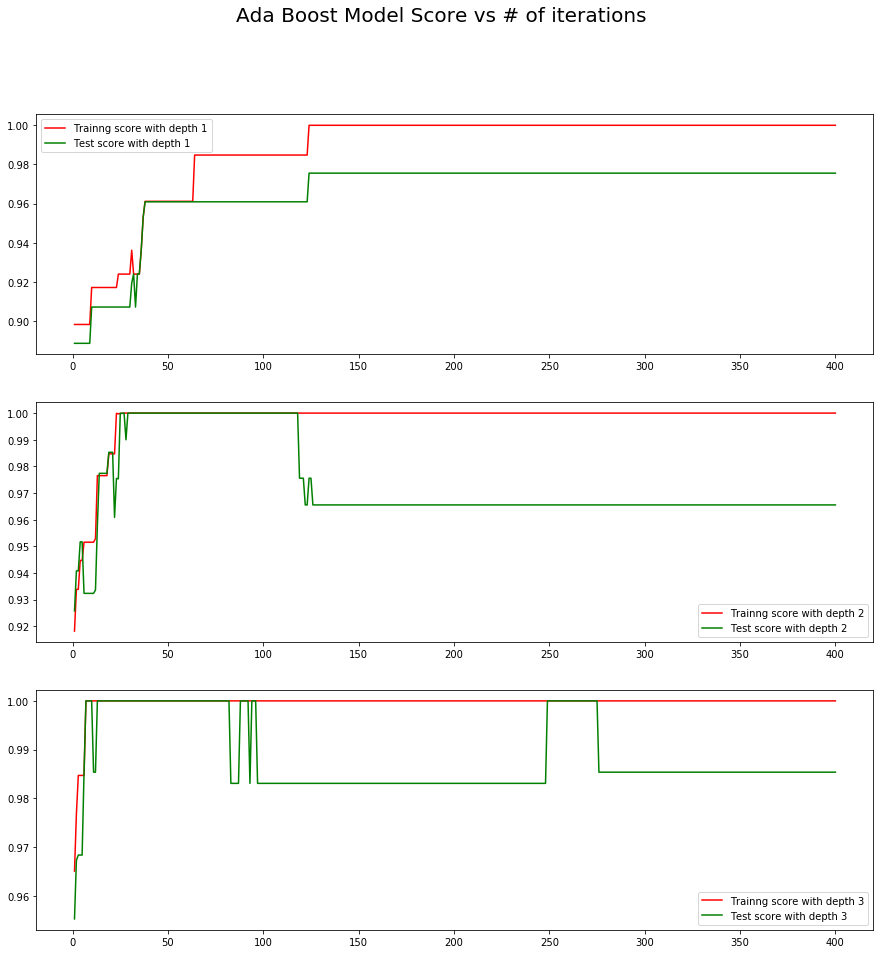 Ada Boost Model Score vs # of iterations
Trainng score with depth 1
Test score with depth 1
1.00
0.98
0.96
0.94
0.92
0.90
0 50 100 150 200 250 300 350 400
1.00
0.99
0.98
0.97
0.96
0.95
0.94
0.93
0.92
Trainng score with depth 2
Test score with depth 2
0 50 100 150 200 250 300 350 400
1.00
0.99
0.98
0.97
0.96
Trainng score with depth 3
Test score with depth 3
0 50 100 150 200 250 300 350 400